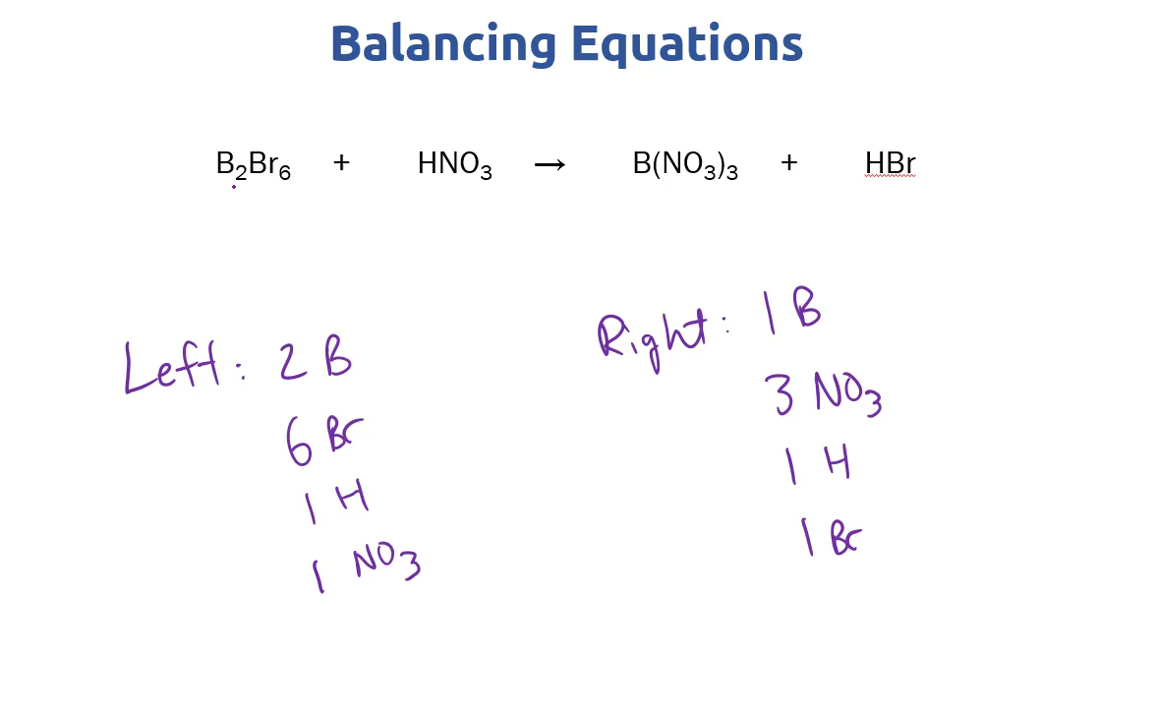 Balancing Equations
B₂Br₆ + HNO₃ → B(NO₃)₃ + HBr
Left: 2 B
6 Br
1 H
1 NO₃
Right: 1 B
3 NO₃
1 H
1 Br